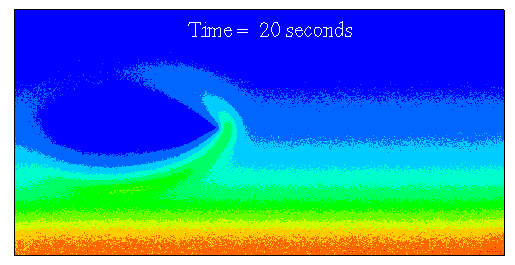 Time = 20 seconds